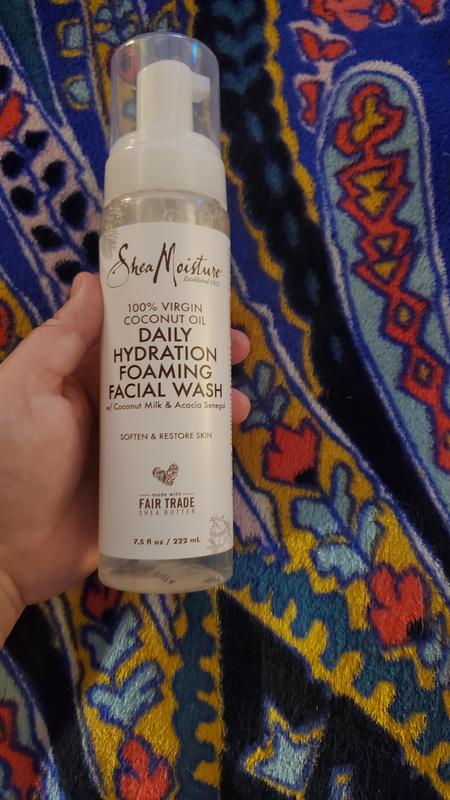 SheaMoisture
Established 1912
100% VIRGIN
COCONUT OIL
DAILY
HYDRATION
FOAMING
FACIAL WASH
w/ Coconut Milk & Acacia Senegal
SOFTEN & RESTORE SKIN
made with
FAIR TRADE
SHEA BUTTER
7.5 fl oz / 222 mL